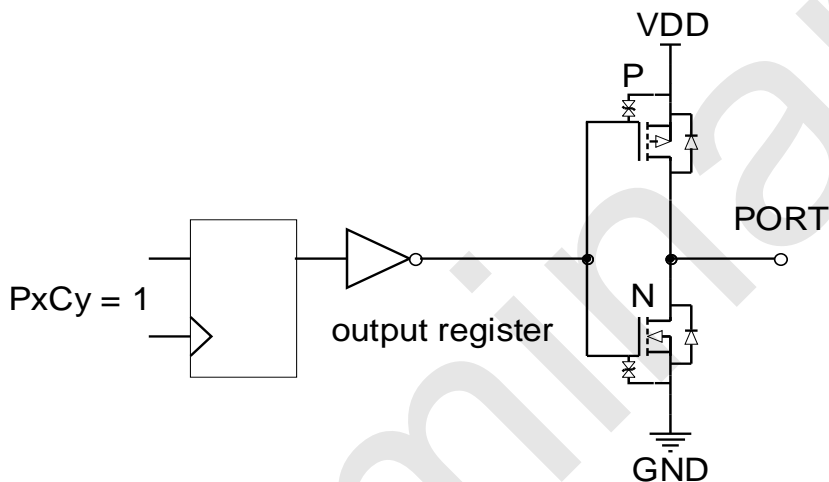 VDD
P
PORT
PxCy = 1
N
output register
GND